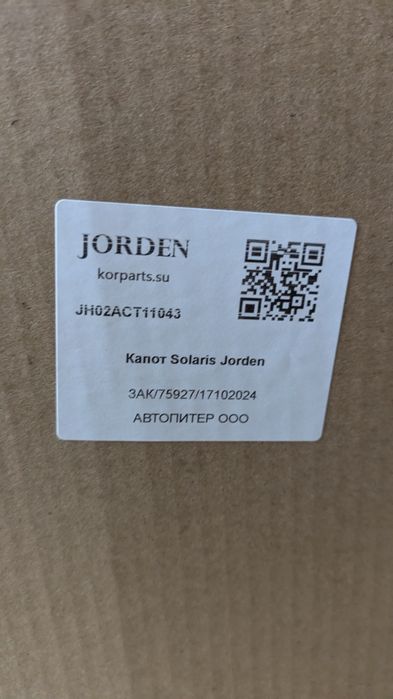 JORDEN
korparts.su
JH02ACT11043
Капот Solaris Jorden
ЗАК/75927/17102024
АВТОПИТЕР ООО